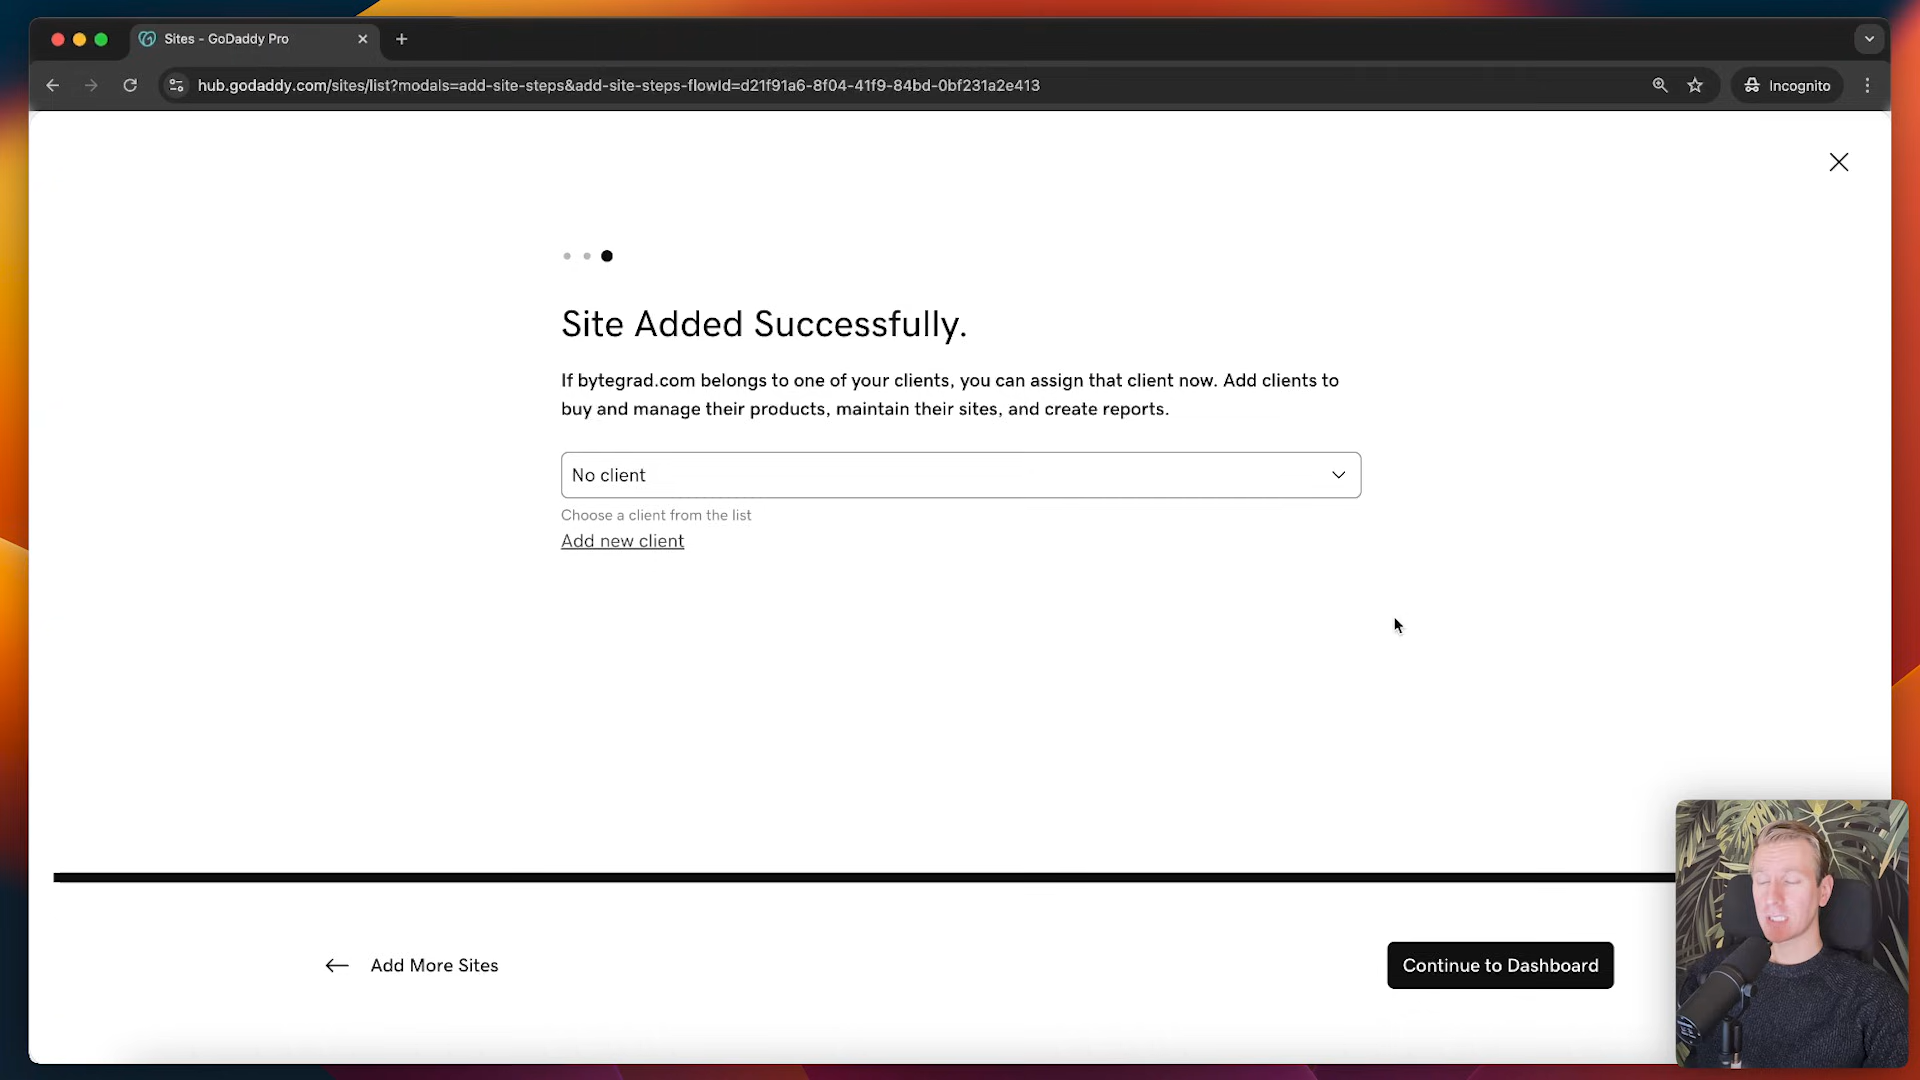 Sites - GoDaddy Pro
hub.godaddy.com/sites/list?modals=add-site-steps&add-site-steps-flowId=d21f91a6-8f04-41f9-84bd-0bf231a2e413
Incognito
Site Added Successfully.
If bytegrad.com belongs to one of your clients, you can assign that client now. Add clients to
buy and manage their products, maintain their sites, and create reports.
No client
Choose a client from the list
Add new client
Add More Sites
Continue to Dashboard